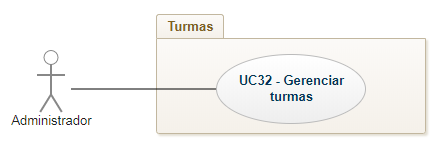 Turmas
UC32 - Gerenciar
turmas
Administrador